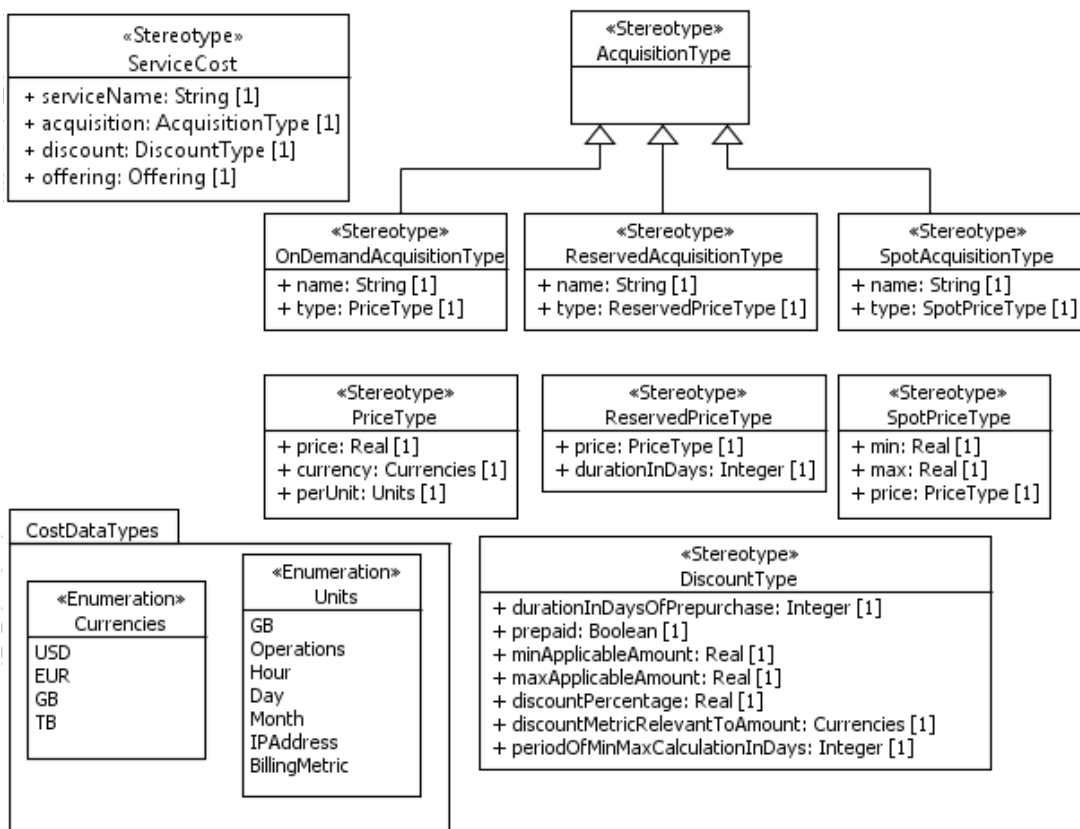 «Stereotype»
ServiceCost
+ serviceName: String [1]
+ acquisition: AcquisitionType [1]
+ discount: DiscountType [1]
+ offering: Offering [1]
«Stereotype»
AcquisitionType
«Stereotype»
OnDemandAcquisitionType
+ name: String [1]
+ type: PriceType [1]
«Stereotype»
ReservedAcquisitionType
+ name: String [1]
+ type: ReservedPriceType [1]
«Stereotype»
SpotAcquisitionType
+ name: String [1]
+ type: SpotPriceType [1]
«Stereotype»
PriceType
+ price: Real [1]
+ currency: Currencies [1]
+ perUnit: Units [1]
«Stereotype»
ReservedPriceType
+ price: PriceType [1]
+ durationInDays: Integer [1]
«Stereotype»
SpotPriceType
+ min: Real [1]
+ max: Real [1]
+ price: PriceType [1]
CostDataTypes
«Enumeration»
Currencies
USD
EUR
GB
TB
«Enumeration»
Units
GB
Operations
Hour
Day
Month
IPAddress
BillingMetric
«Stereotype»
DiscountType
+ durationInDaysOfPrepurchase: Integer [1]
+ prepaid: Boolean [1]
+ minApplicableAmount: Real [1]
+ maxApplicableAmount: Real [1]
+ discountPercentage: Real [1]
+ discountMetricRelevantToAmount: Currencies [1]
+ periodOfMinMaxCalculationInDays: Integer [1]